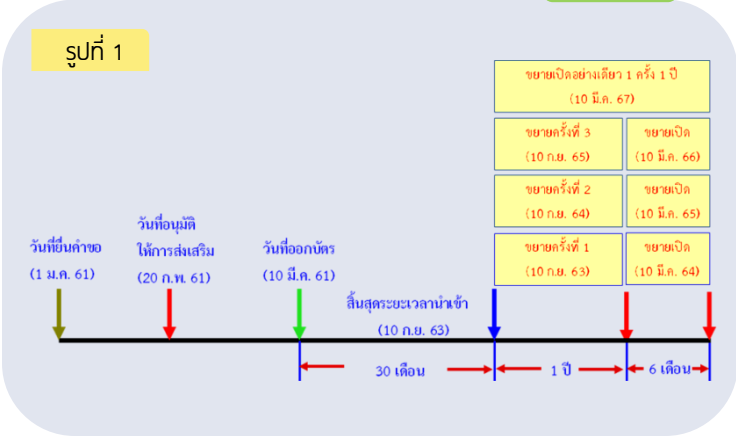 รูปที่ 1
ขยายเปิดอย่างเดียว 1 ครั้ง 1 ปี
(10 มี.ค. 67)
ขยายครั้งที่ 3
(10 ก.ย. 65)
ขยายเปิด
(10 มี.ค. 66)
ขยายครั้งที่ 2
(10 ก.ย. 64)
ขยายเปิด
(10 มี.ค. 65)
ขยายครั้งที่ 1
(10 ก.ย. 63)
ขยายเปิด
(10 มี.ค. 64)
วันที่ยื่นคำขอ
(1 ม.ค. 61)
วันที่อนุมัติ
ให้การส่งเสริม
(20 ก.พ. 61)
วันที่ออกบัตร
(10 มี.ค. 61)
สิ้นสุดระยะเวลานำเข้า
(10 ก.ย. 63)
30 เดือน
1 ปี
6 เดือน